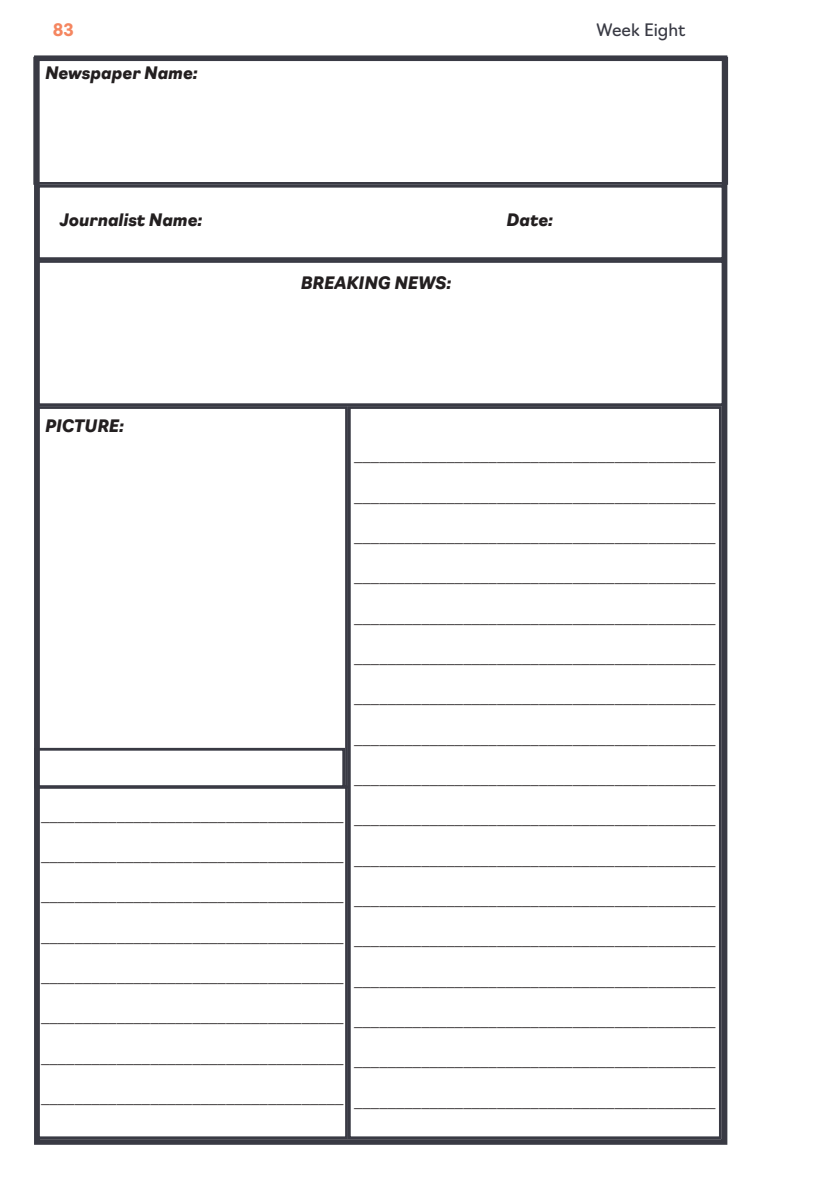 83
Week Eight
Newspaper Name:
Journalist Name:
Date:
BREAKING NEWS:
PICTURE: